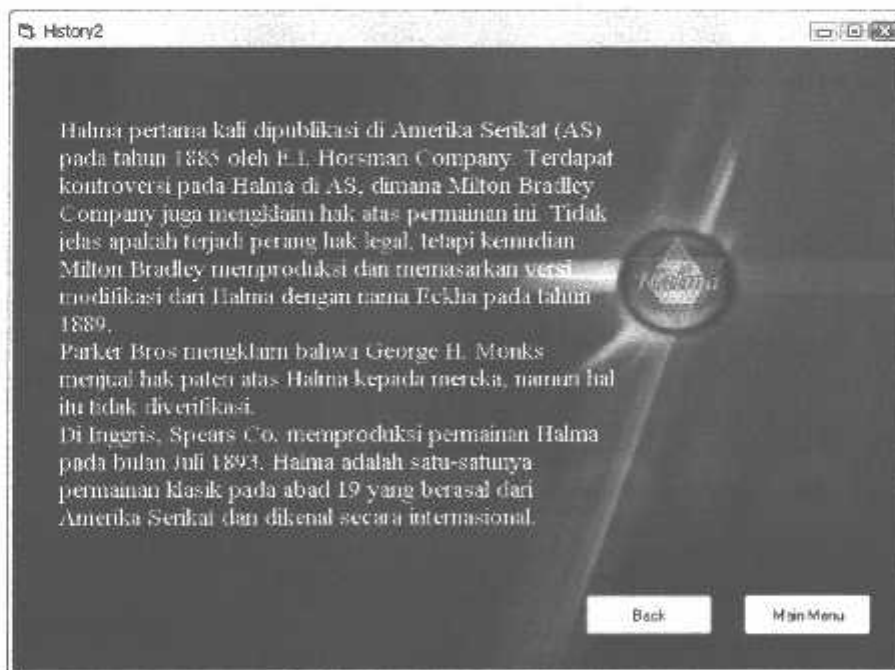 History2
Halma pertama kali dipublikasi di Amerika Serikat (AS)
pada tahun 1885 oleh E.I. Horsman Company. Terdapat
kontroversi pada Halma di AS, dimana Milton Bradley
Company juga mengklaim hak atas permainan ini. Tidak
jelas apakah terjadi perang hak legal, tetapi kemudian
Milton Bradley memproduksi dan memasarkan versi
modifikasi dari Halma dengan nama Eckha pada tahun
1889.
Parker Bros mengklaim bahwa George H. Monks
menjual hak paten atas Halma kepada mereka, namun hal
itu tidak diverifikasi.
Di Inggris, Spears Co. memproduksi permainan Halma
pada bulan Juli 1893. Halma adalah satu-satunya
permainan klasik pada abad 19 yang berasal dari
Amerika Serikat dan dikenal secara internasional.
Halma
Back
Main Menu